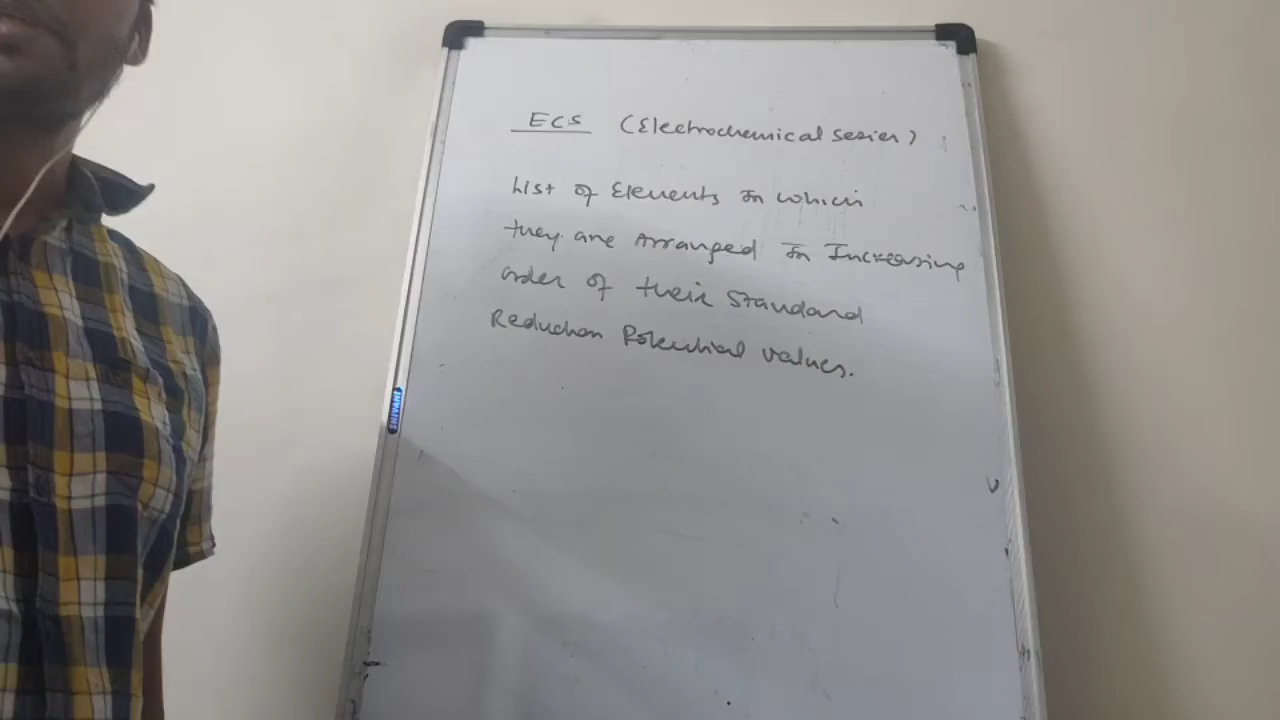 ECS (Electrochemical series)
List of Elements In which
they are Arranged In Increasing
order of their Standard
Reduction Potential values.
SHIVANI